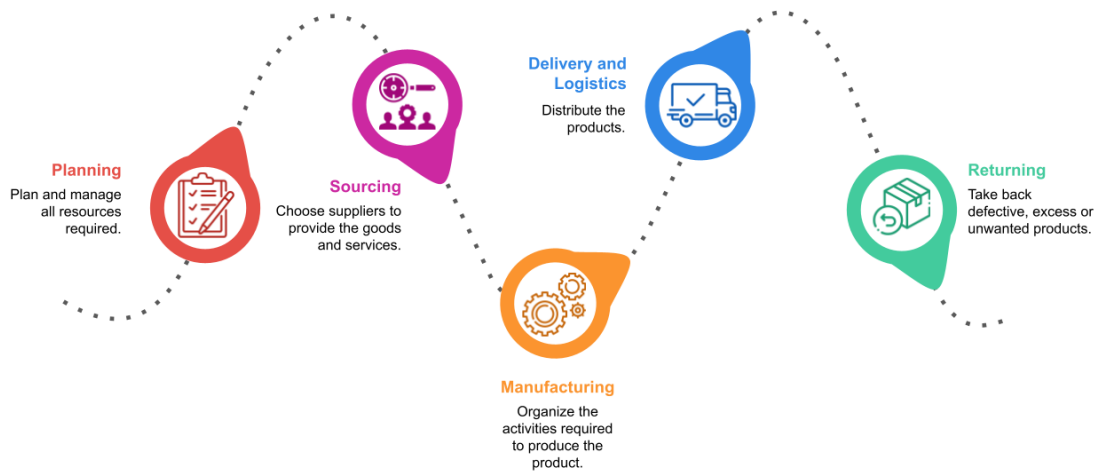 Planning
Plan and manage
all resources
required.
Sourcing
Choose suppliers to
provide the goods
and services.
Manufacturing
Organize the
activities required
to produce the
product.
Delivery and
Logistics
Distribute the
products.
Returning
Take back
defective, excess or
unwanted products.